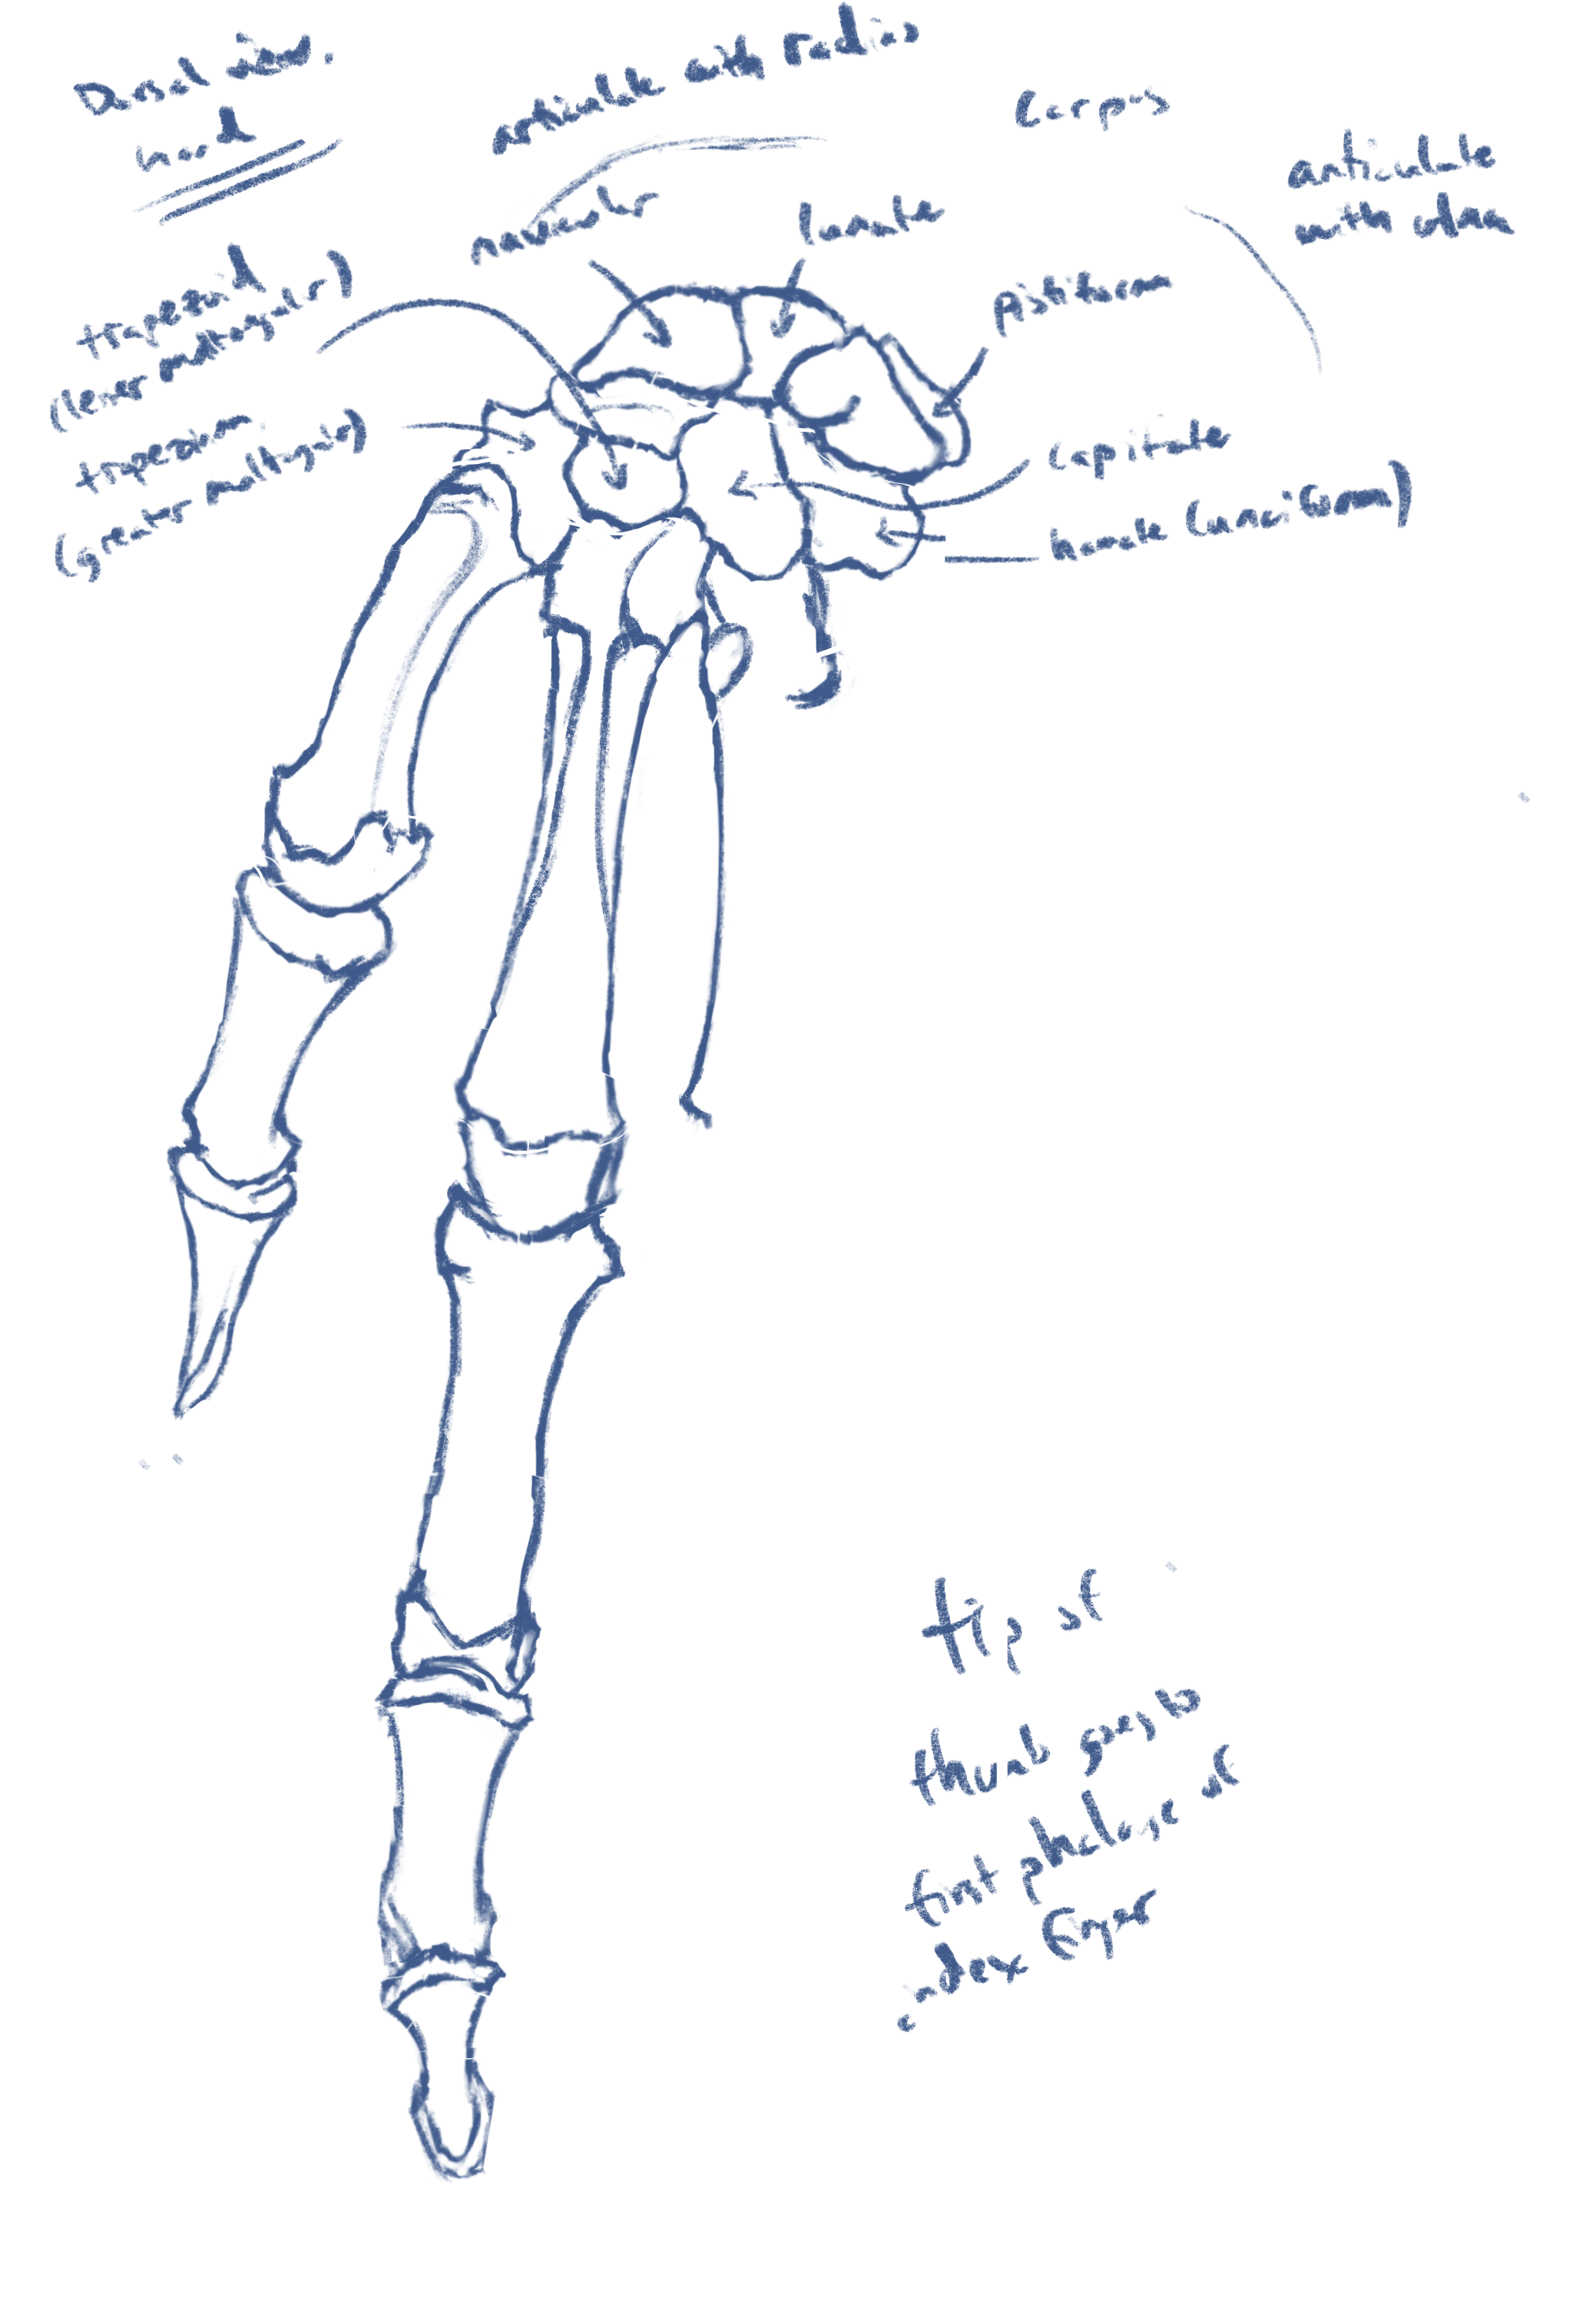 Dorsal view.
hand
articulate with radius
Carpus
articulate
with ulna
navicular
lunate
Pisiform
trapezoid
(lesser multangular)
trapezium
(greater multangular)
Capitate
hamate (unciform)
tip of
thumb goes to
first phalange of
index finger